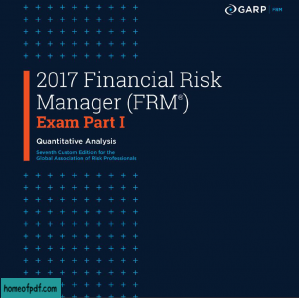 GARP | FRM
2017 Financial Risk
Manager (FRM®)
Exam Part I
Quantitative Analysis
Seventh Custom Edition for the
Global Association of Risk Professionals
homeofpdf.com